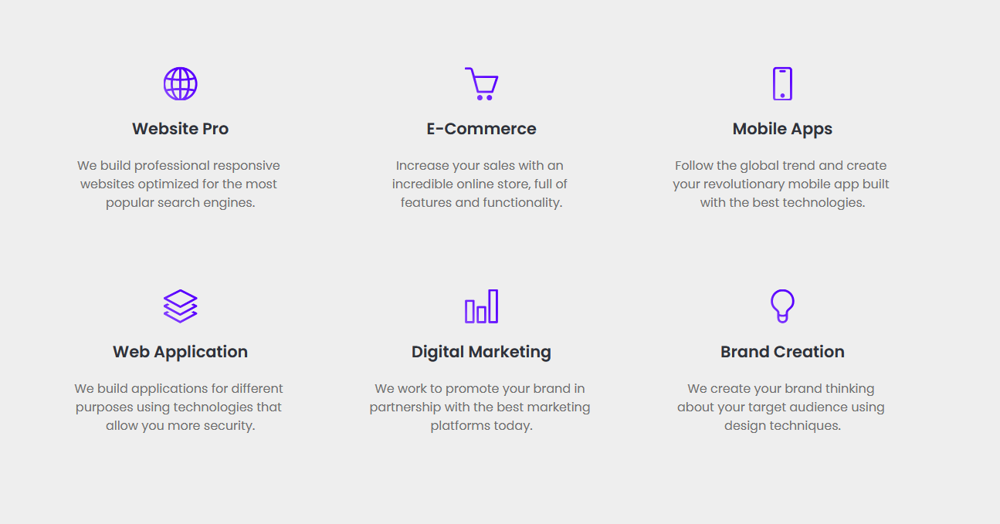 Website Pro
We build professional responsive
websites optimized for the most
popular search engines.
E-Commerce
Increase your sales with an
incredible online store, full of
features and functionality.
Mobile Apps
Follow the global trend and create
your revolutionary mobile app built
with the best technologies.
Web Application
We build applications for different
purposes using technologies that
allow you more security.
Digital Marketing
We work to promote your brand in
partnership with the best marketing
platforms today.
Brand Creation
We create your brand thinking
about your target audience using
design techniques.